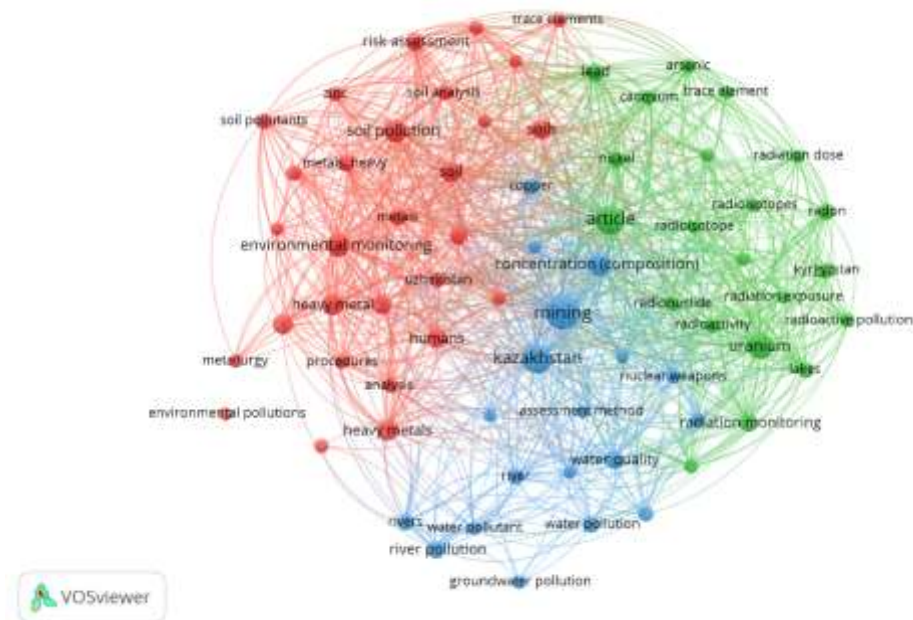 trace elements
risk assessment
lead
arsenic
zinc
soil analysis
cadmium
trace element
soil pollutants
soil pollution
soils
metals, heavy
soil
nickel
radiation dose
copper
metals
article
radioisotopes
radon
radioisotope
environmental monitoring
concentration (composition)
kyrgyzstan
uzbekistan
radionuclide
radiation exposure
heavy metal
mining
radioactivity
radioactive pollution
humans
uranium
metallurgy
procedures
kazakhstan
lakes
analysis
nuclear weapons
environmental pollutions
assessment method
radiation monitoring
heavy metals
water quality
river
rivers
water pollutant
water pollution
river pollution
groundwater pollution
VOSviewer